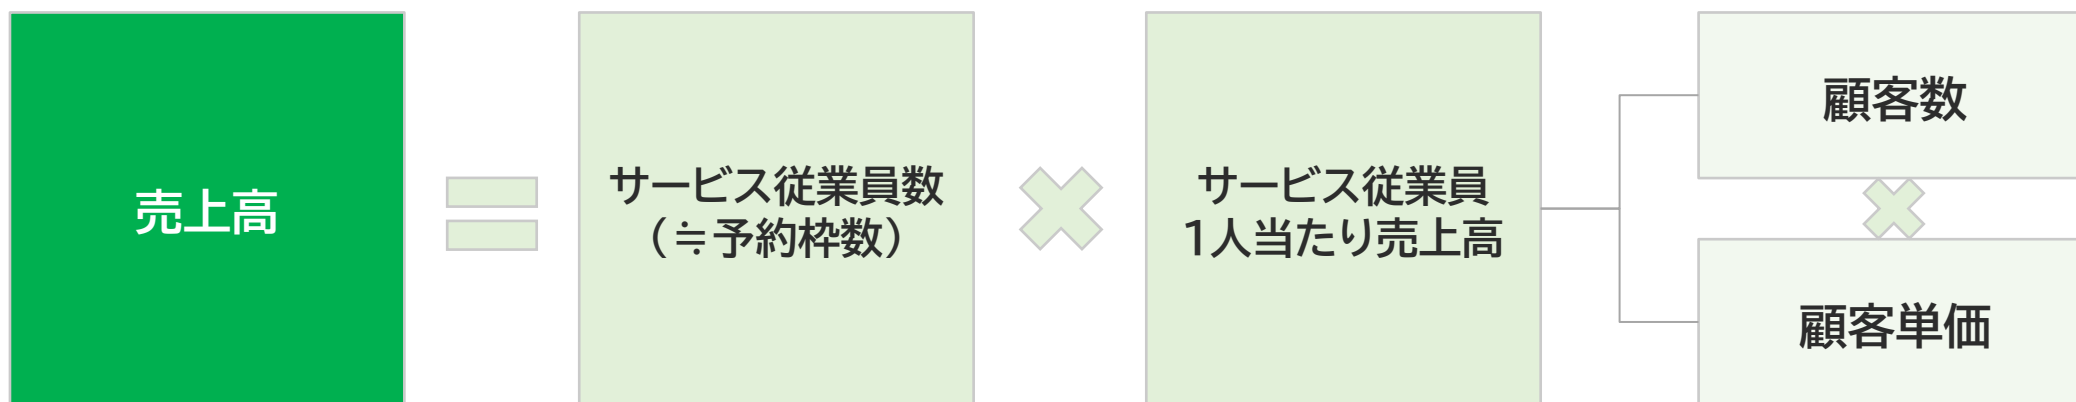 売上高
サービス従業員数
（≒予約枠数）
サービス従業員
1人当たり売上高
顧客数
顧客単価